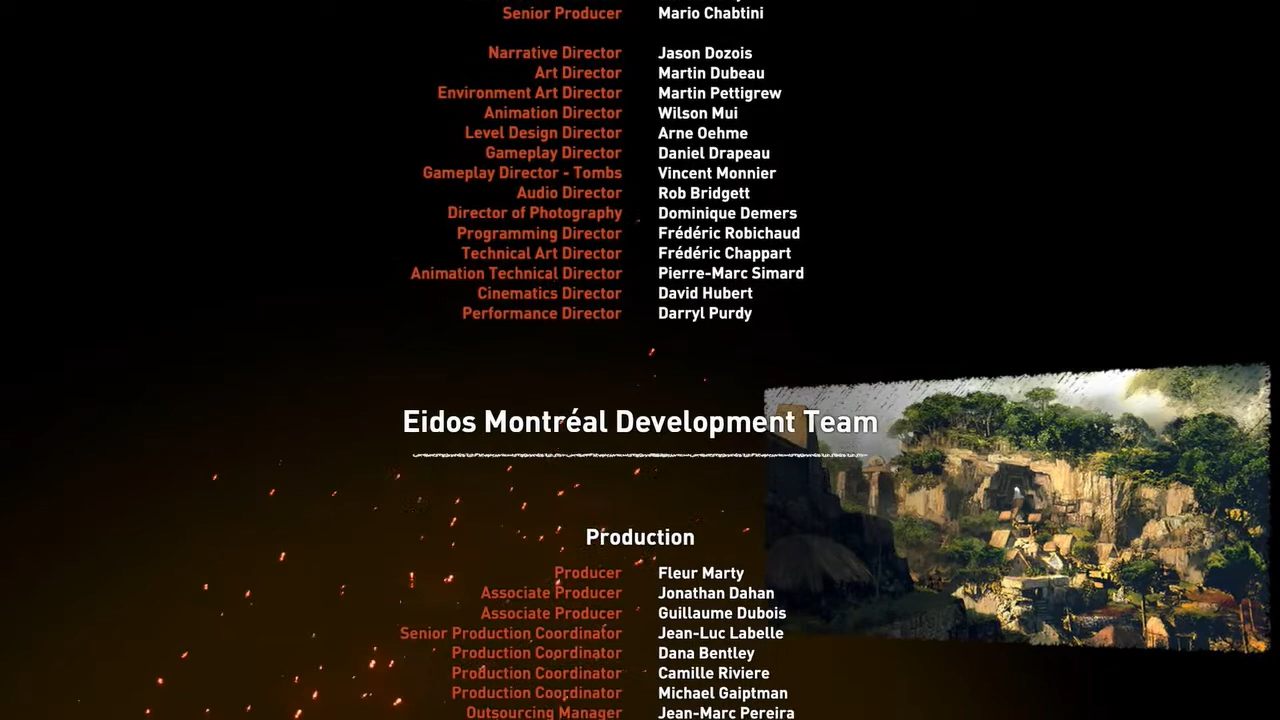 Senior Producer Mario Chabtini
Narrative Director Jason Dozois
Art Director Martin Dubeau
Environment Art Director Martin Pettigrew
Animation Director Wilson Mui
Level Design Director Arne Oehme
Gameplay Director Daniel Drapeau
Gameplay Director - Tombs Vincent Monnier
Audio Director Rob Bridgett
Director of Photography Dominique Demers
Programming Director Frédéric Robichaud
Technical Art Director Frédéric Chappart
Animation Technical Director Pierre-Marc Simard
Cinematics Director David Hubert
Performance Director Darryl Purdy
Eidos Montréal Development Team
Production
Producer Fleur Marty
Associate Producer Jonathan Dahan
Associate Producer Guillaume Dubois
Senior Production Coordinator Jean-Luc Labelle
Production Coordinator Dana Bentley
Production Coordinator Camille Riviere
Production Coordinator Michael Gaiptman
Outsourcing Manager Jean-Marc Pereira